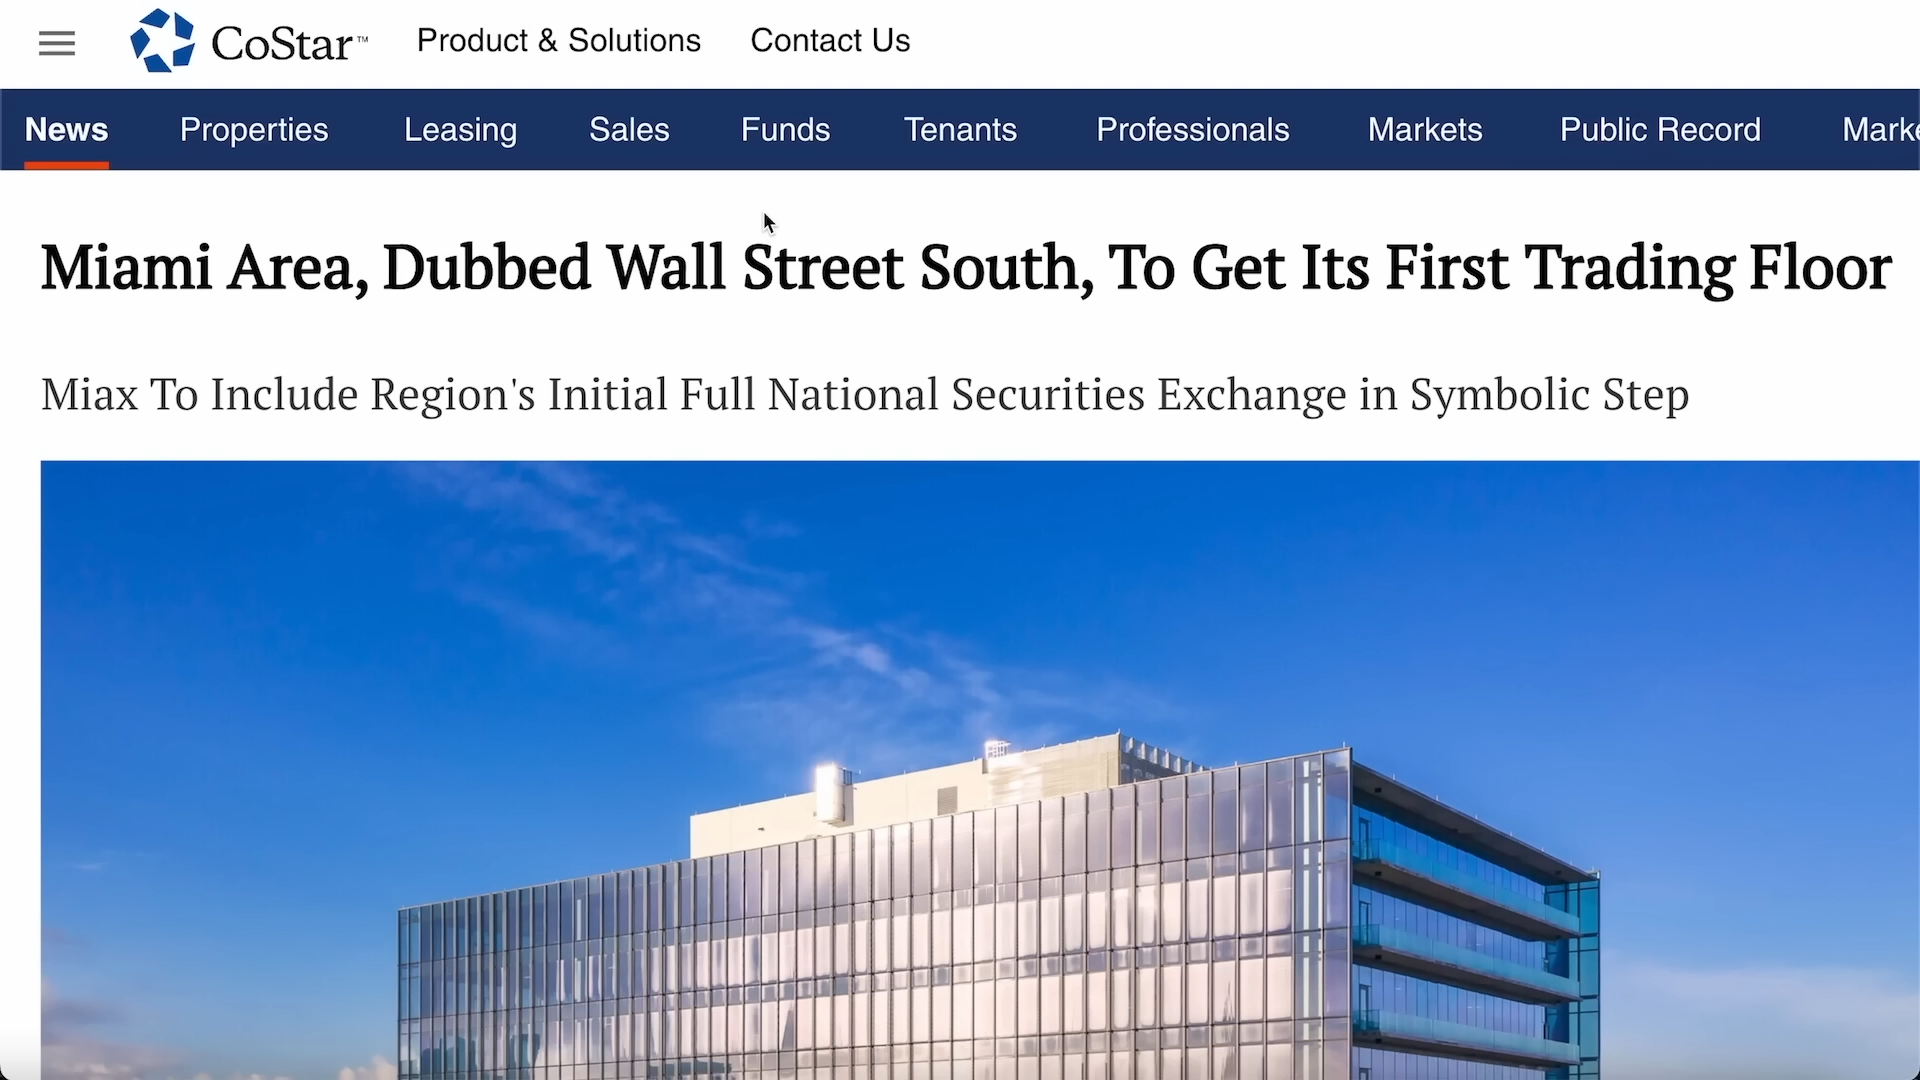 CoStar™ Product & Solutions Contact Us
News Properties Leasing Sales Funds Tenants Professionals Markets Public Record Marke
Miami Area, Dubbed Wall Street South, To Get Its First Trading Floor
Miax To Include Region's Initial Full National Securities Exchange in Symbolic Step